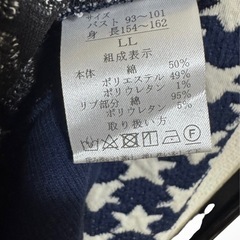 サイズ
バスト 93〜101
身 長154〜162
LL
組成表示
本体 綿 50%
ポリエステル 49%
ポリウレタン 1%
リブ部分 綿 95%
ポリウレタン 5%
取り扱い方